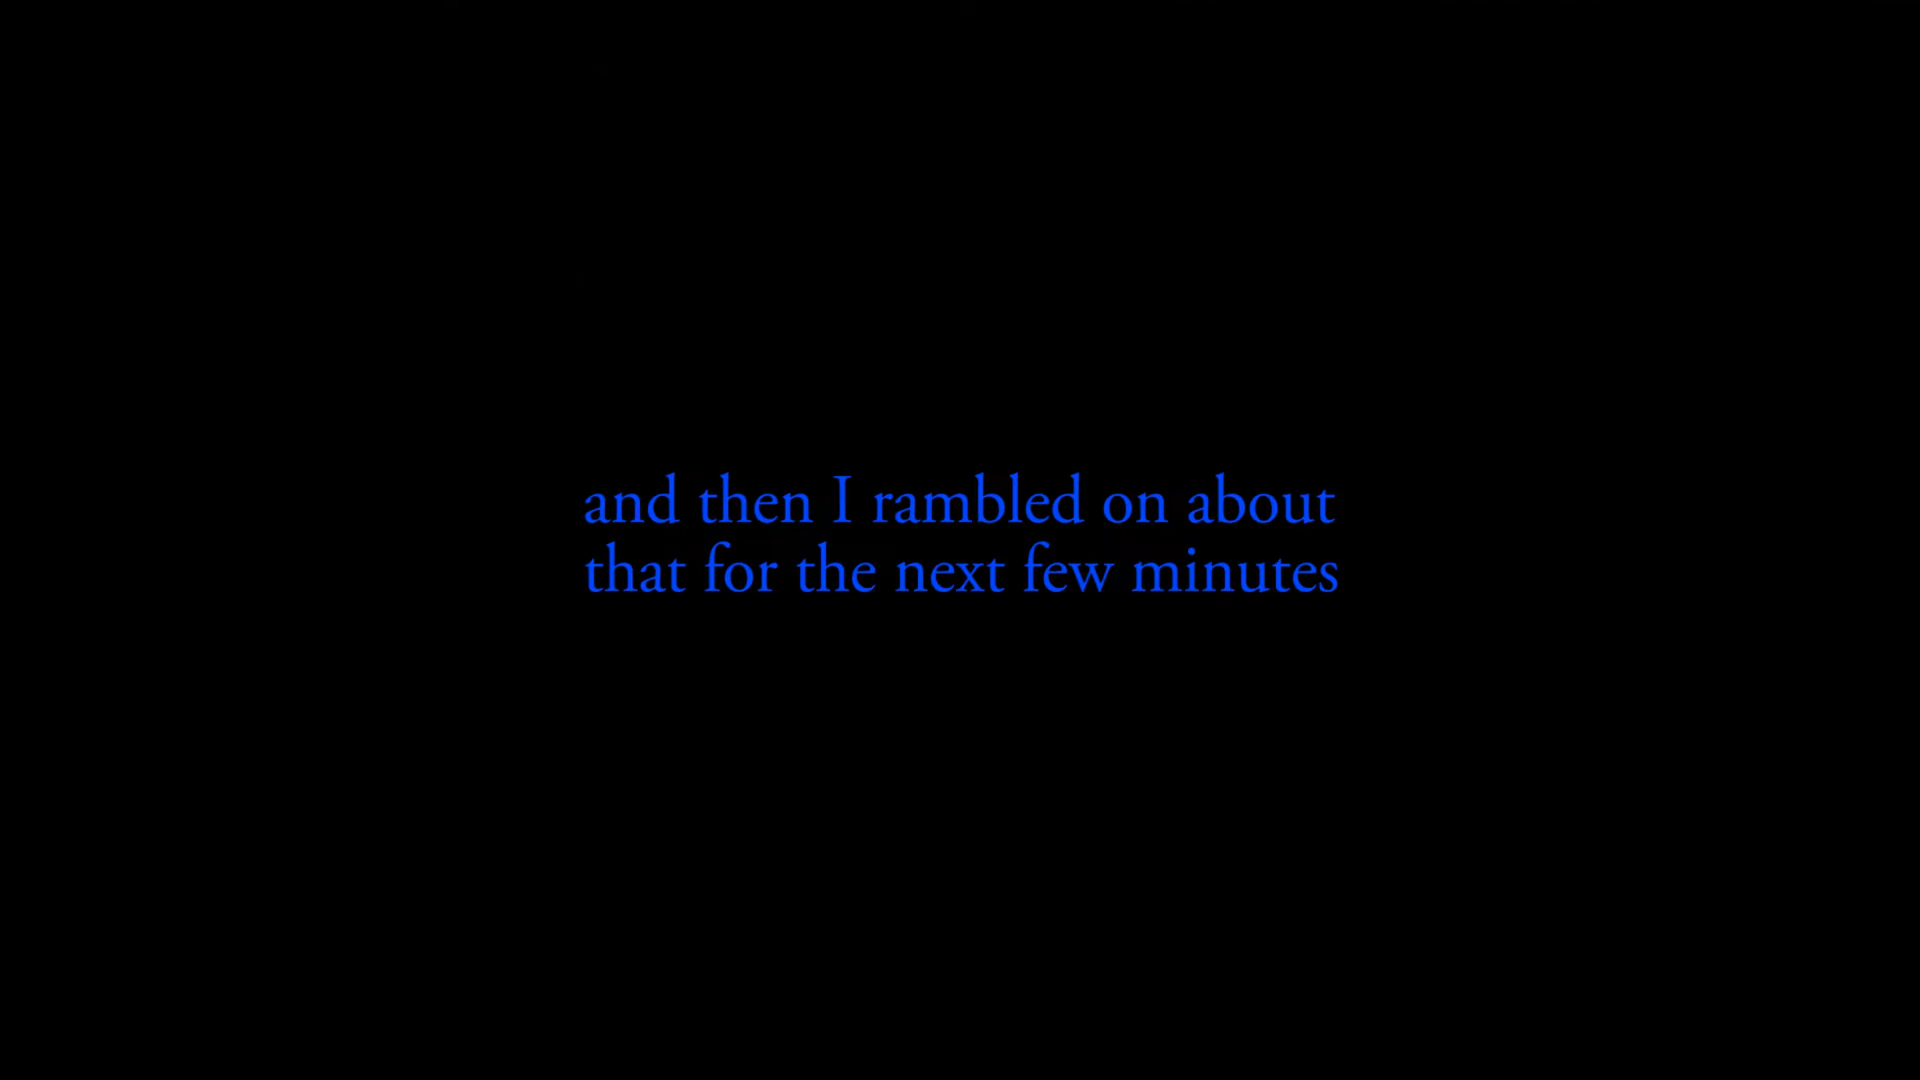 and then I rambled on about
that for the next few minutes